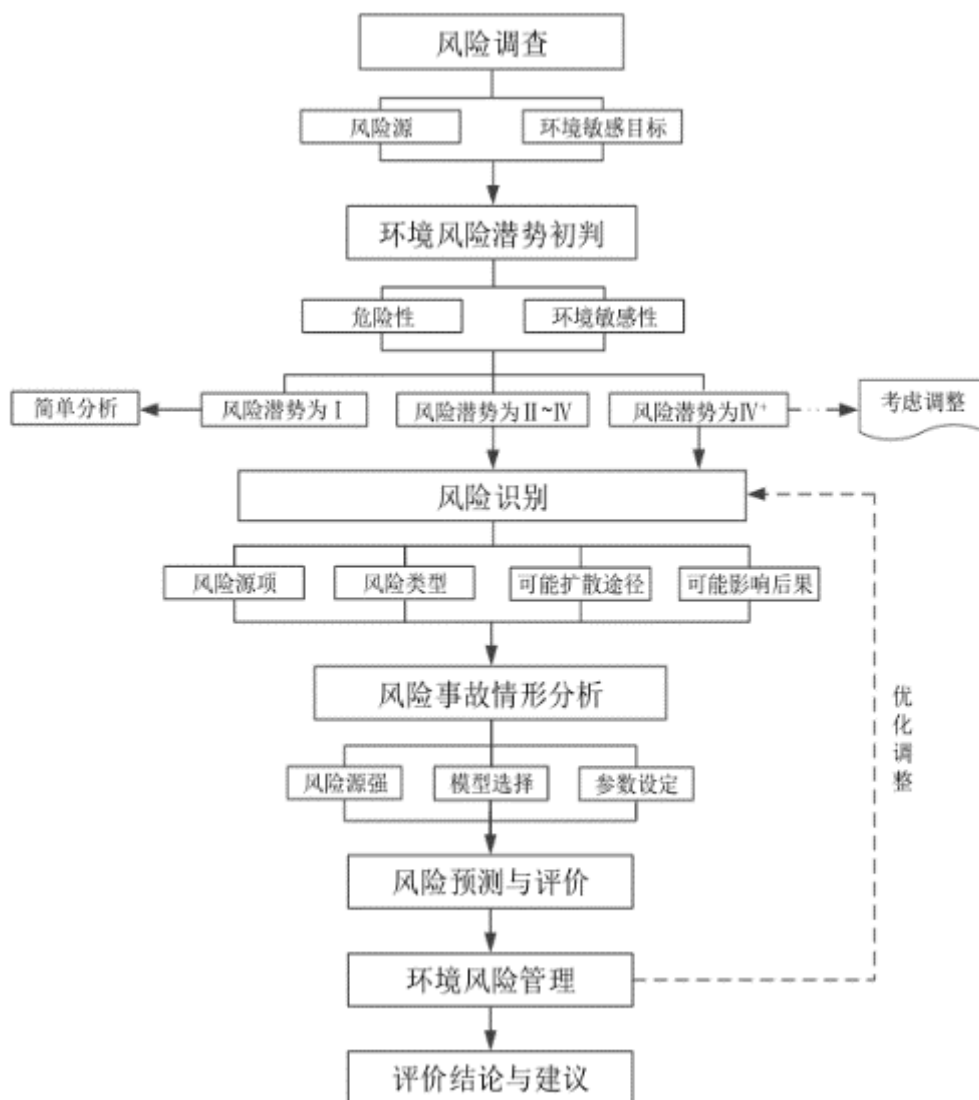 风险调查
风险源
环境敏感目标
环境风险潜势初判
危险性
环境敏感性
简单分析
风险潜势为Ⅰ
风险潜势为Ⅱ~Ⅳ
风险潜势为Ⅳ⁺
考虑调整
风险识别
风险源项
风险类型
可能扩散途径
可能影响后果
风险事故情形分析
优化调整
风险源强
模型选择
参数设定
风险预测与评价
环境风险管理
评价结论与建议